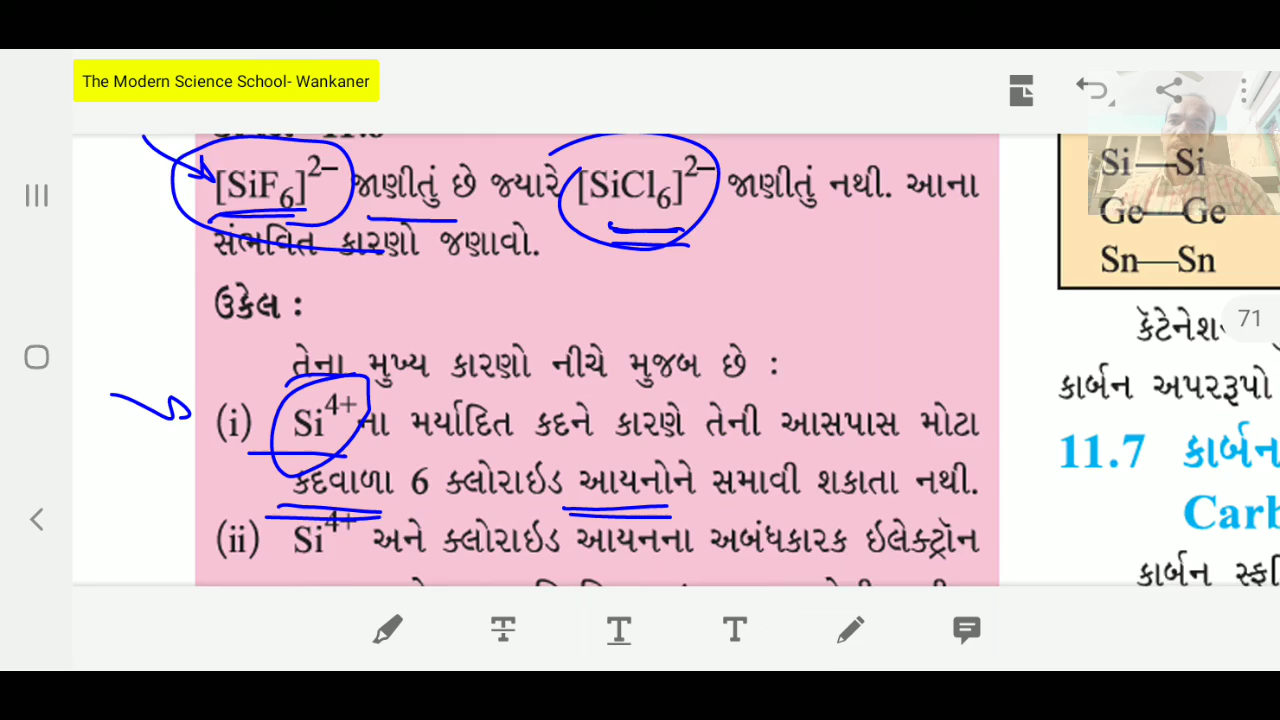 The Modern Science School- Wankaner
[SiF₆]²⁻ જાણીતું છે જ્યારે [SiCl₆]²⁻ જાણીતું નથી. આના
સંભવિત કારણો જણાવો.
ઉકેલ :
તેના મુખ્ય કારણો નીચે મુજબ છે :
(i) Si⁴⁺ના મર્યાદિત કદને કારણે તેની આસપાસ મોટા
કદવાળા 6 ક્લોરાઇડ આયનોને સમાવી શકાતા નથી.
(ii) Si⁴⁺ અને ક્લોરાઇડ આયનના અબંધકારક ઇલેક્ટ્રૉન
Si—Si
Ge—Ge
Sn—Sn
71
કાર્બન અપરરૂપો
11.7 કાર્બન
Carb